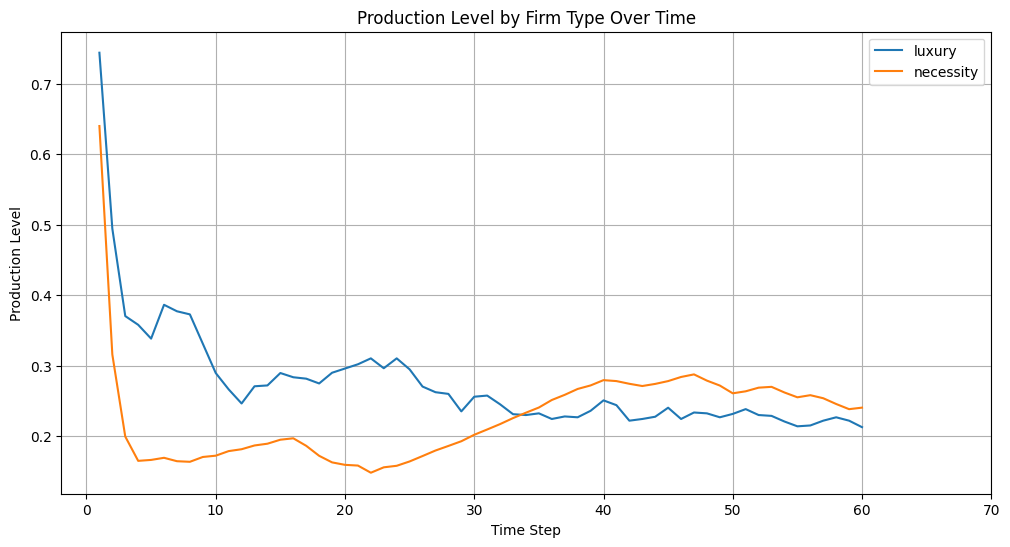 Production Level by Firm Type Over Time
luxury
necessity
Production Level
0.7
0.6
0.5
0.4
0.3
0.2
0 10 20 30 40 50 60 70
Time Step